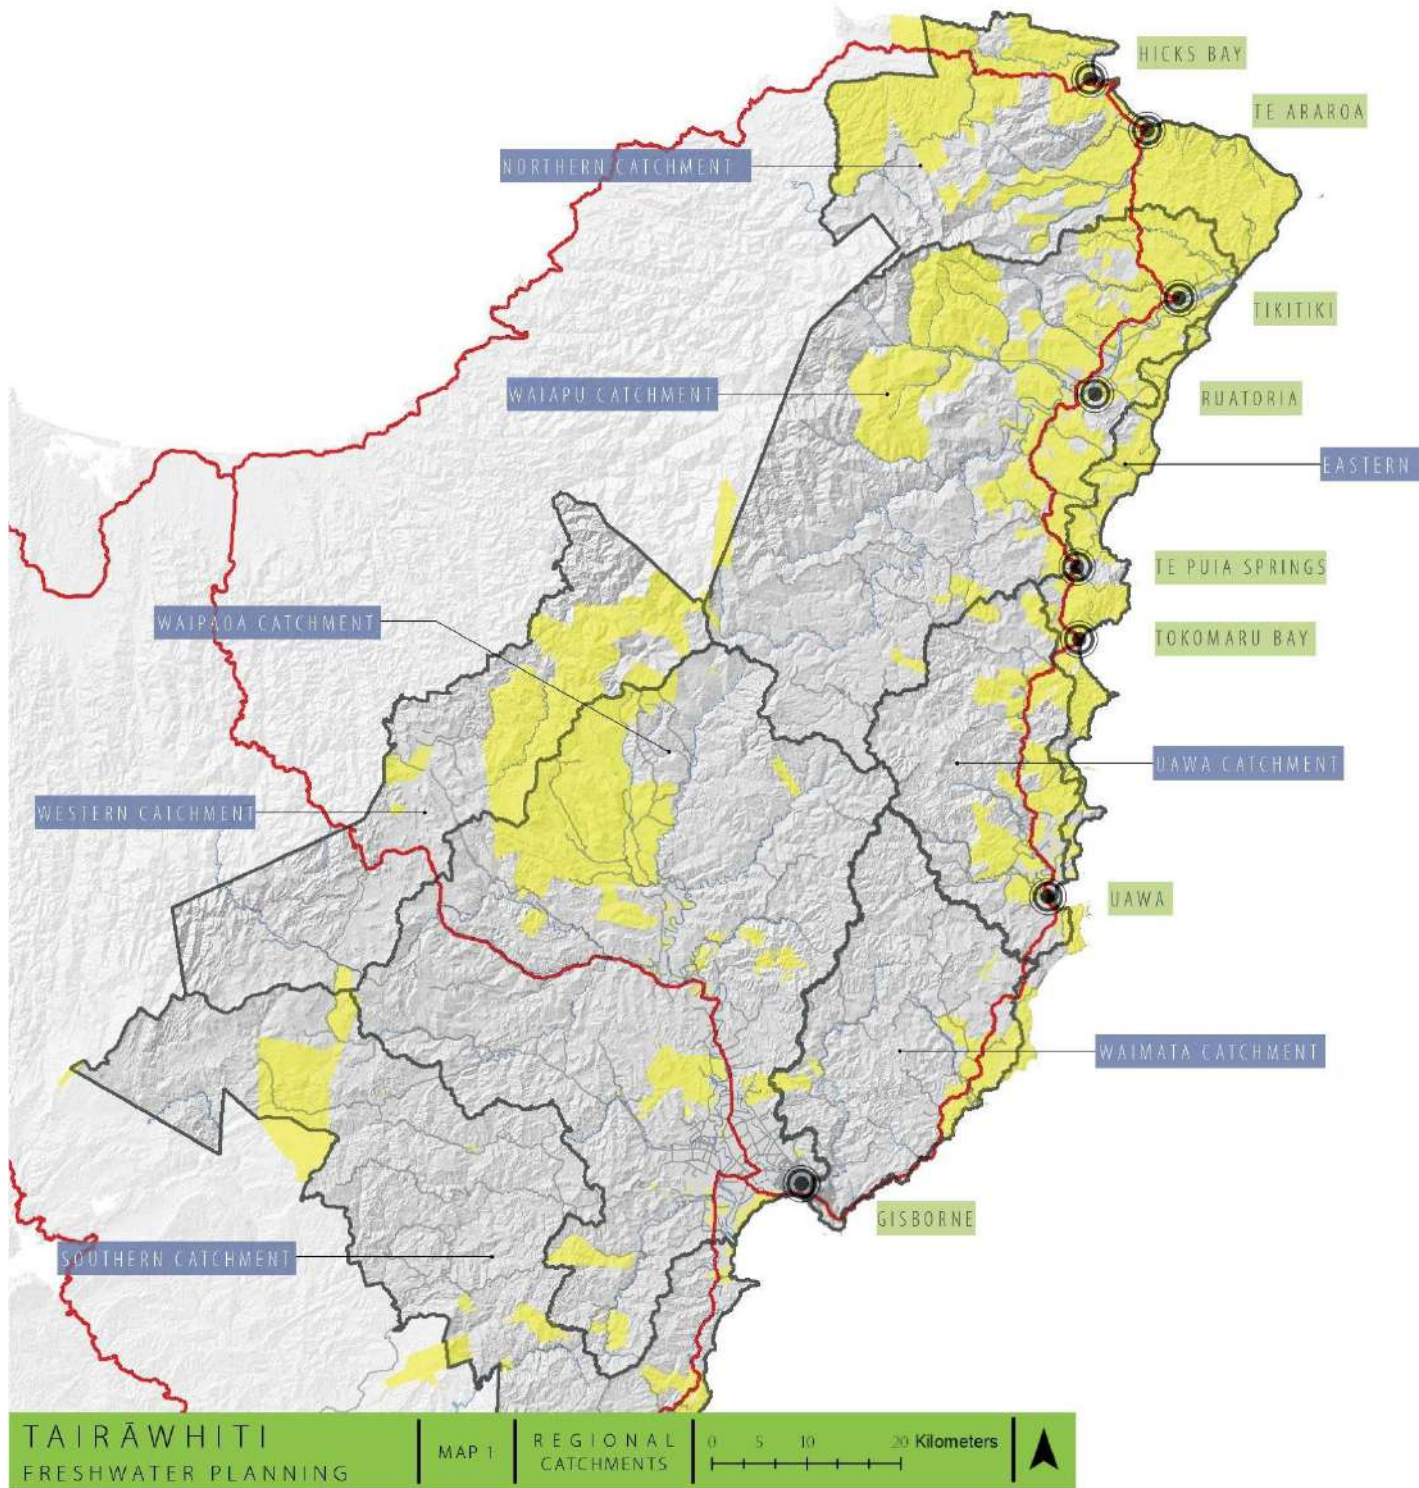 HICKS BAY
TE ARAROA
NORTHERN CATCHMENT
TIKITIKI
WAIAPU CATCHMENT
RUATORIA
EASTERN
TE PUIA SPRINGS
WAIPAOA CATCHMENT
TOKOMARU BAY
UAWA CATCHMENT
WESTERN CATCHMENT
UAWA
WAIMATA CATCHMENT
GISBORNE
SOUTHERN CATCHMENT
TAIRĀWHITI
FRESHWATER PLANNING
MAP 1
REGIONAL
CATCHMENTS
0 5 10 20 Kilometers